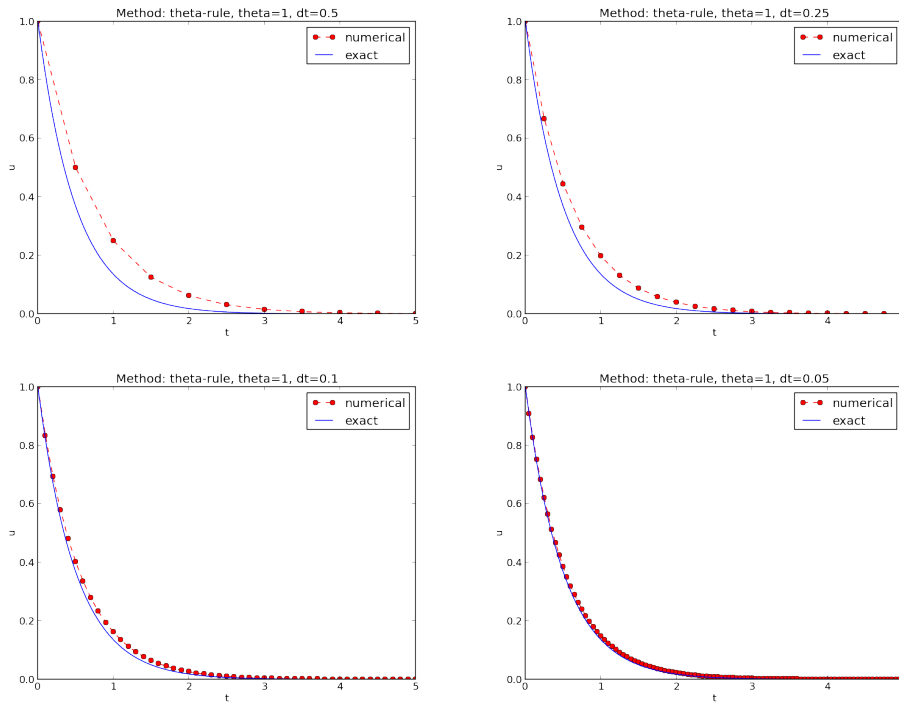 Method: theta-rule, theta=1, dt=0.5
numerical
exact
1.0
0.8
0.6
0.4
0.2
0.0
u
0 1 2 3 4 5
t
Method: theta-rule, theta=1, dt=0.25
numerical
exact
1.0
0.8
0.6
0.4
0.2
0.0
u
0 1 2 3 4
t
Method: theta-rule, theta=1, dt=0.1
numerical
exact
1.0
0.8
0.6
0.4
0.2
0.0
u
0 1 2 3 4 5
t
Method: theta-rule, theta=1, dt=0.05
numerical
exact
1.0
0.8
0.6
0.4
0.2
0.0
u
0 1 2 3 4
t